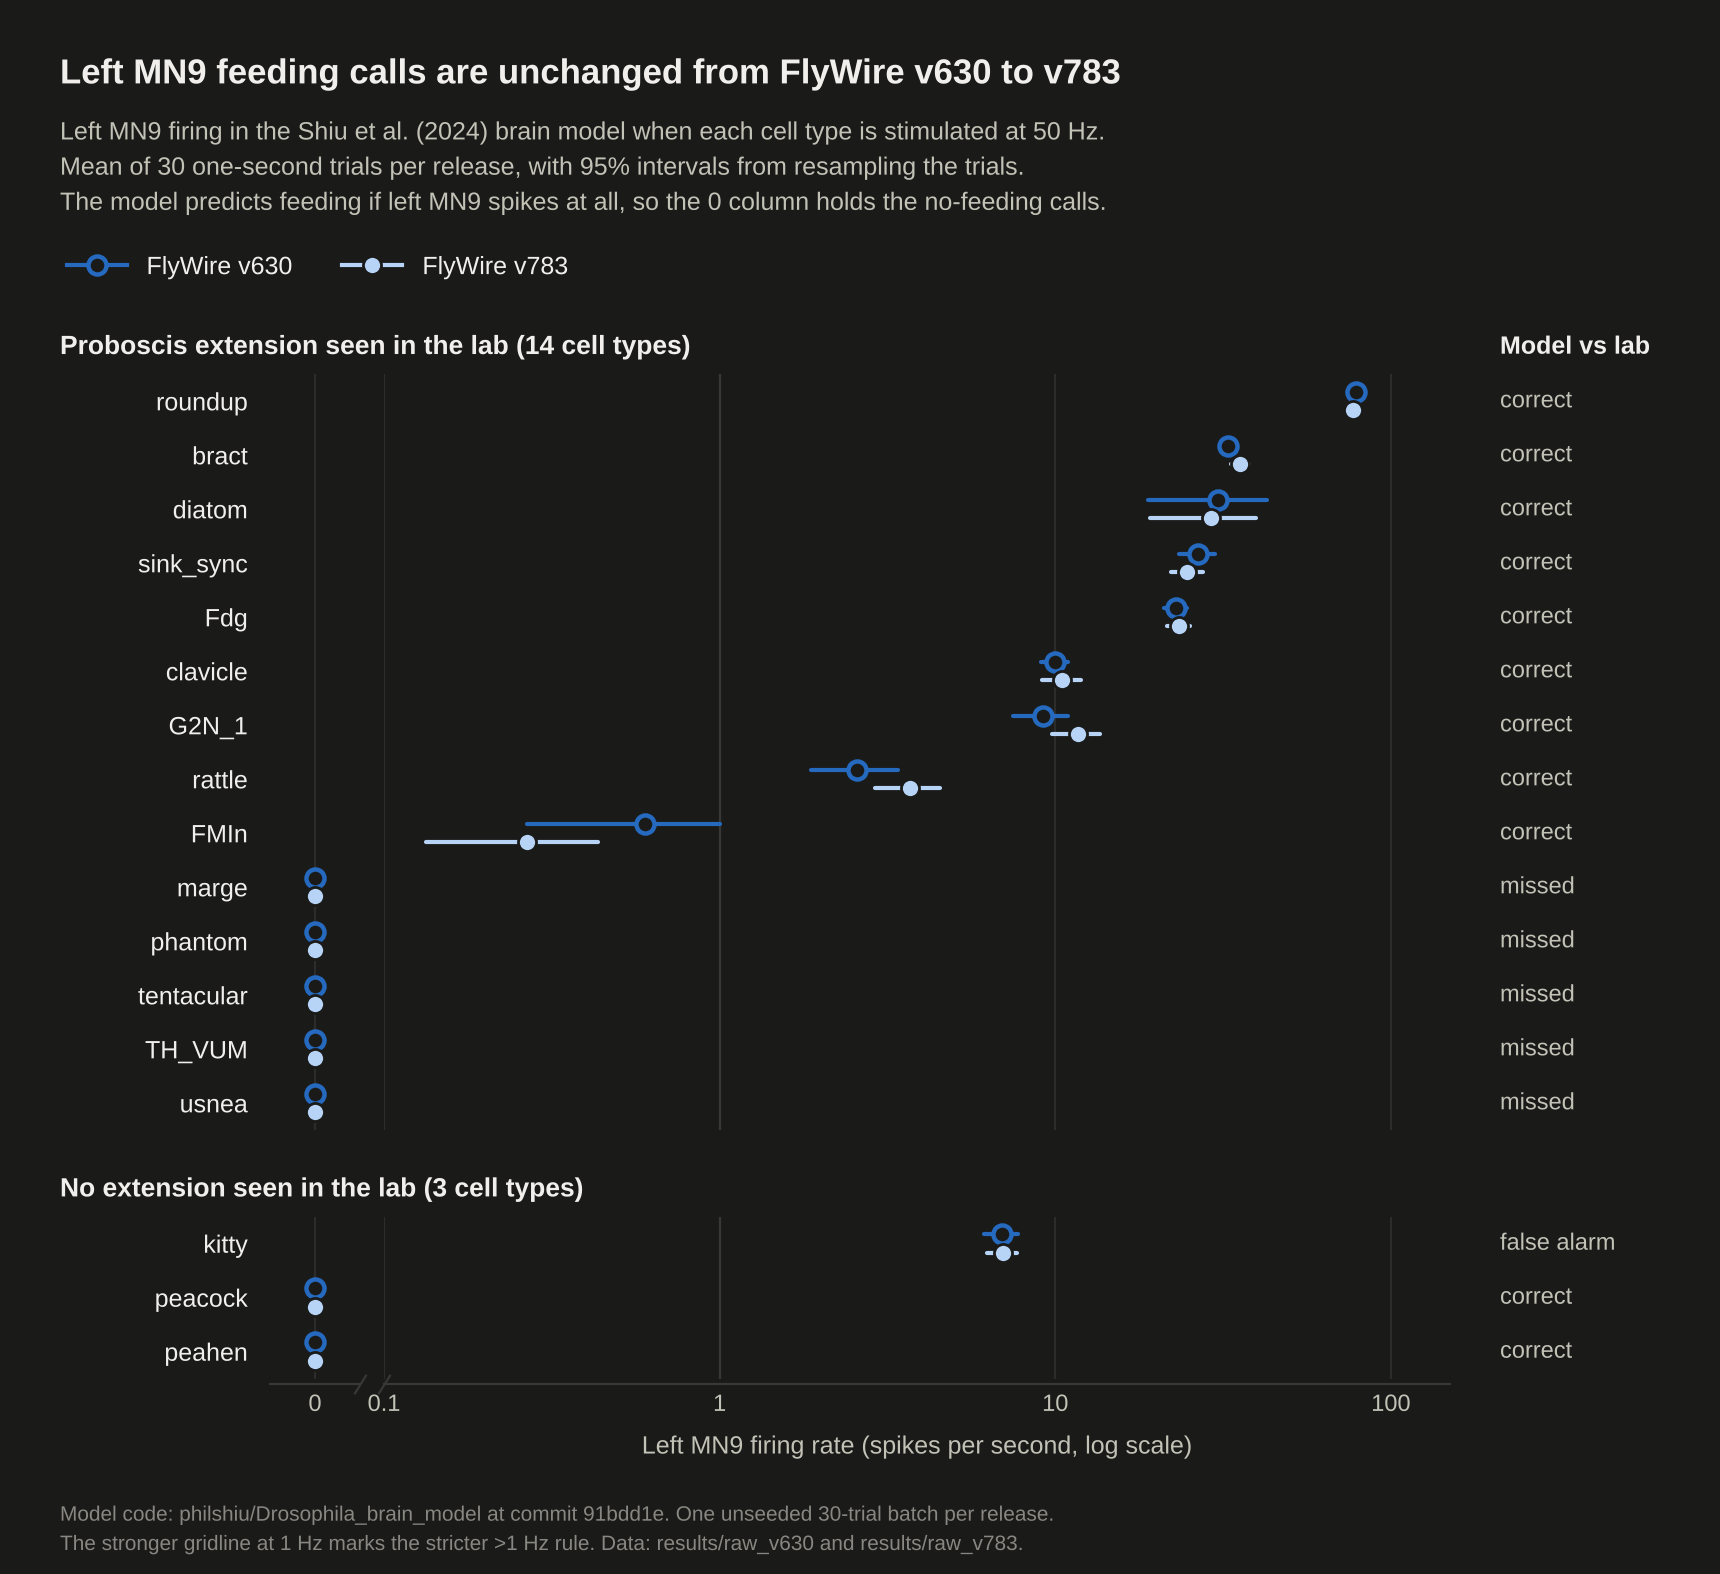 Left MN9 feeding calls are unchanged from FlyWire v630 to v783
Left MN9 firing in the Shiu et al. (2024) brain model when each cell type is stimulated at 50 Hz.
Mean of 30 one-second trials per release, with 95% intervals from resampling the trials.
The model predicts feeding if left MN9 spikes at all, so the 0 column holds the no-feeding calls.
FlyWire v630 FlyWire v783
Proboscis extension seen in the lab (14 cell types) Model vs lab
roundup correct
bract correct
diatom correct
sink_sync correct
Fdg correct
clavicle correct
G2N_1 correct
rattle correct
FMIn correct
marge missed
phantom missed
tentacular missed
TH_VUM missed
usnea missed
No extension seen in the lab (3 cell types)
kitty false alarm
peacock correct
peahen correct
0 0.1 1 10 100
Left MN9 firing rate (spikes per second, log scale)
Model code: philshiu/Drosophila_brain_model at commit 91bdd1e. One unseeded 30-trial batch per release.
The stronger gridline at 1 Hz marks the stricter >1 Hz rule. Data: results/raw_v630 and results/raw_v783.